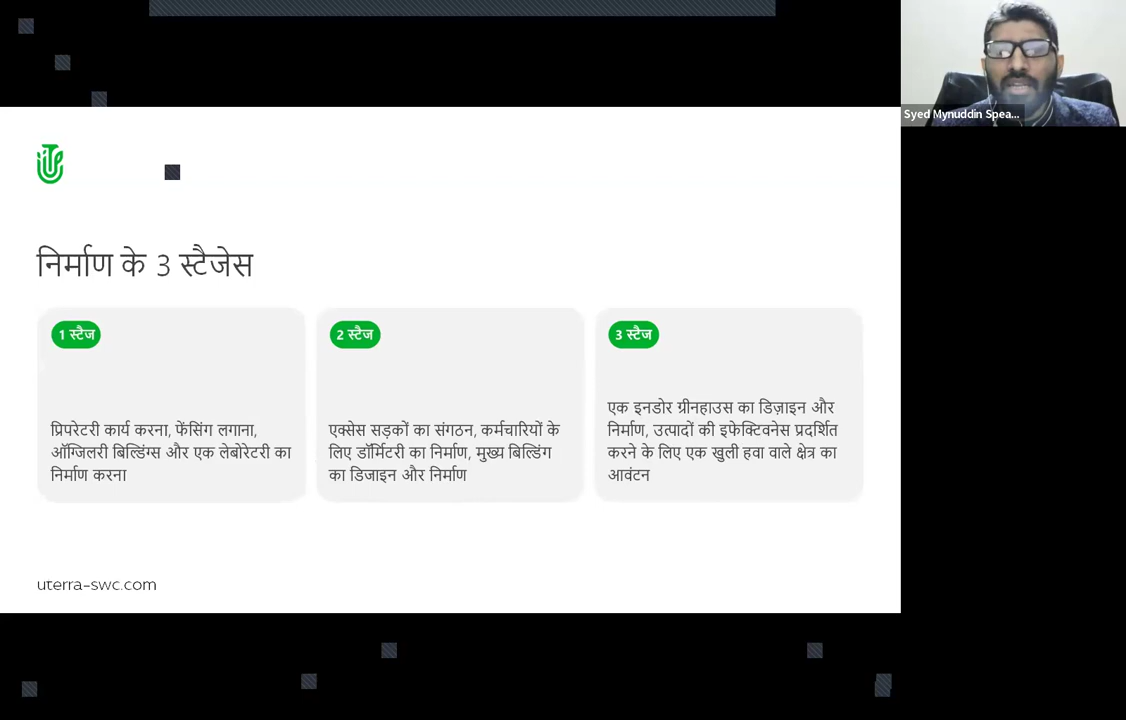 Syed Mynuddin Spea...
निर्माण के 3 स्टैजेस
1 स्टैज
प्रिपरेटरी कार्य करना, फेंसिंग लगाना,
ऑग्जिलरी बिल्डिंग्स और एक लेबोरेटरी का
निर्माण करना
2 स्टैज
एक्सेस सड़कों का संगठन, कर्मचारियों के
लिए डॉर्मिटरी का निर्माण, मुख्य बिल्डिंग
का डिजाइन और निर्माण
3 स्टैज
एक इनडोर ग्रीनहाउस का डिज़ाइन और
निर्माण, उत्पादों की इफेक्टिवनेस प्रदर्शित
करने के लिए एक खुली हवा वाले क्षेत्र का
आवंटन
uterra-swc.com